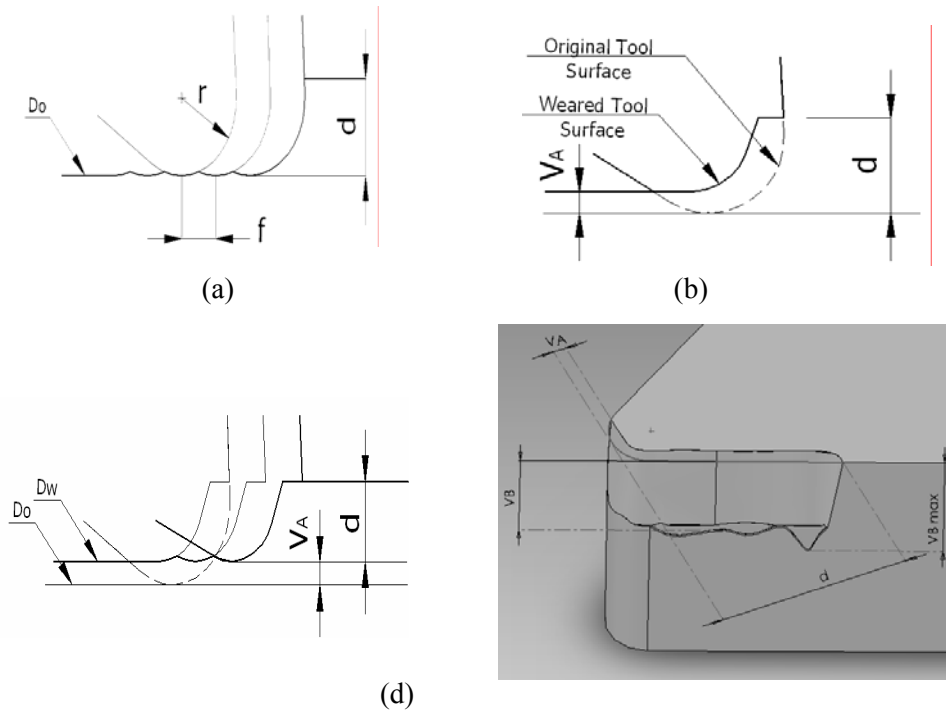 Do
r
d
f
(a)
Original Tool
Surface
Weared Tool
Surface
VA
d
(b)
Dw
Do
VA
d
(d)
VA
VB
VB max
d